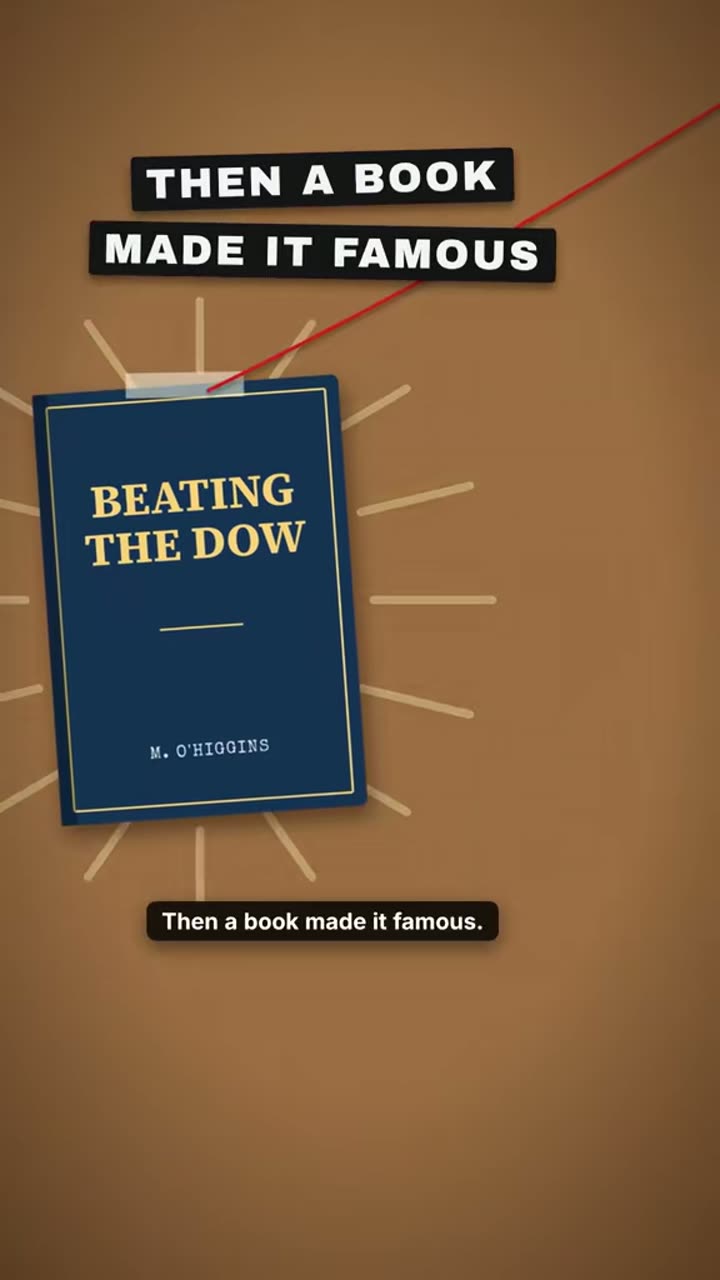 THEN A BOOK
MADE IT FAMOUS
BEATING
THE DOW
M. O'HIGGINS
Then a book made it famous.